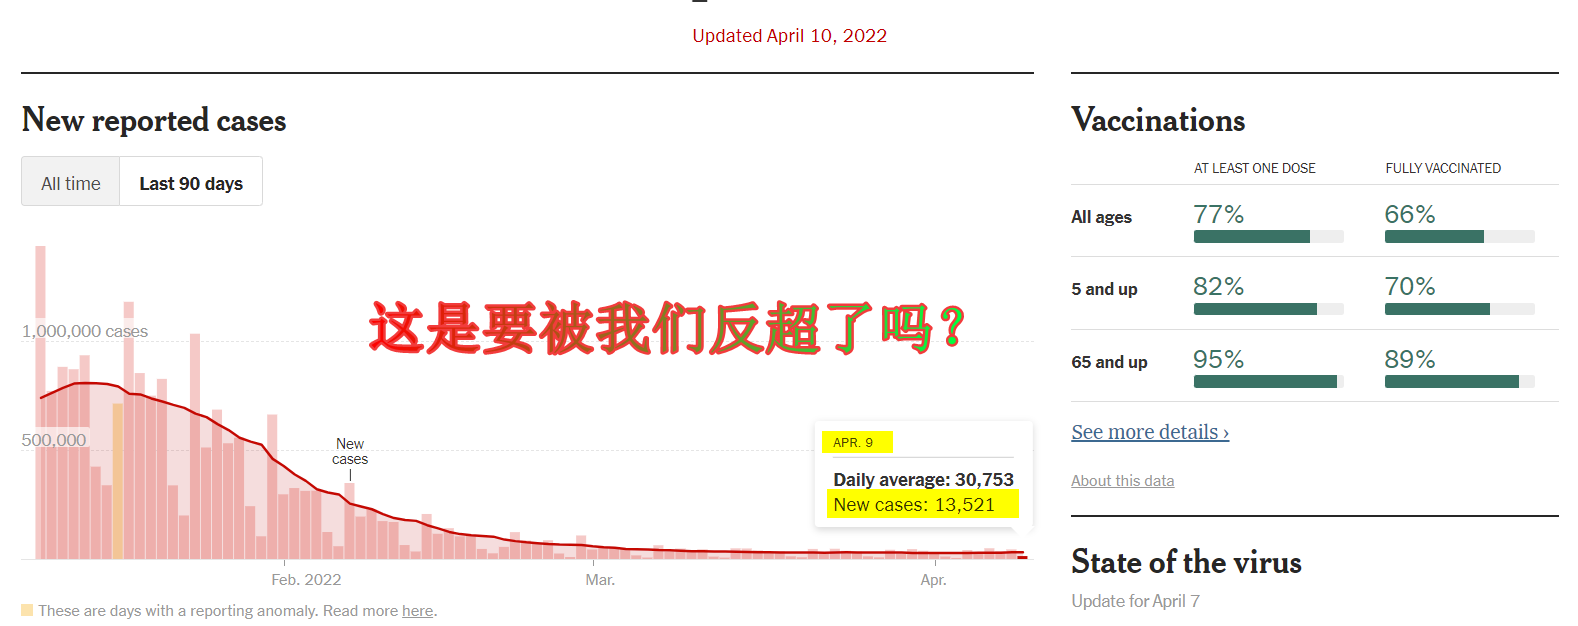 Updated April 10, 2022
New reported cases
All time
Last 90 days
1,000,000 cases
500,000
这是要被我们反超了吗？
New
cases
APR. 9
Daily average: 30,753
New cases: 13,521
Feb. 2022
Mar.
Apr.
These are days with a reporting anomaly. Read more here.
Vaccinations
AT LEAST ONE DOSE
FULLY VACCINATED
All ages
77%
66%
5 and up
82%
70%
65 and up
95%
89%
See more details ›
About this data
State of the virus
Update for April 7